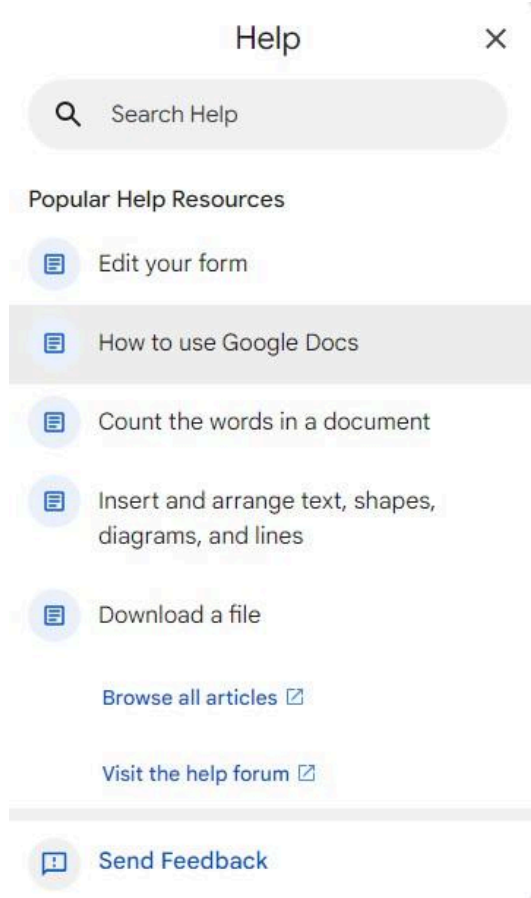 Help
Search Help
Popular Help Resources
Edit your form
How to use Google Docs
Count the words in a document
Insert and arrange text, shapes,
diagrams, and lines
Download a file
Browse all articles
Visit the help forum
Send Feedback